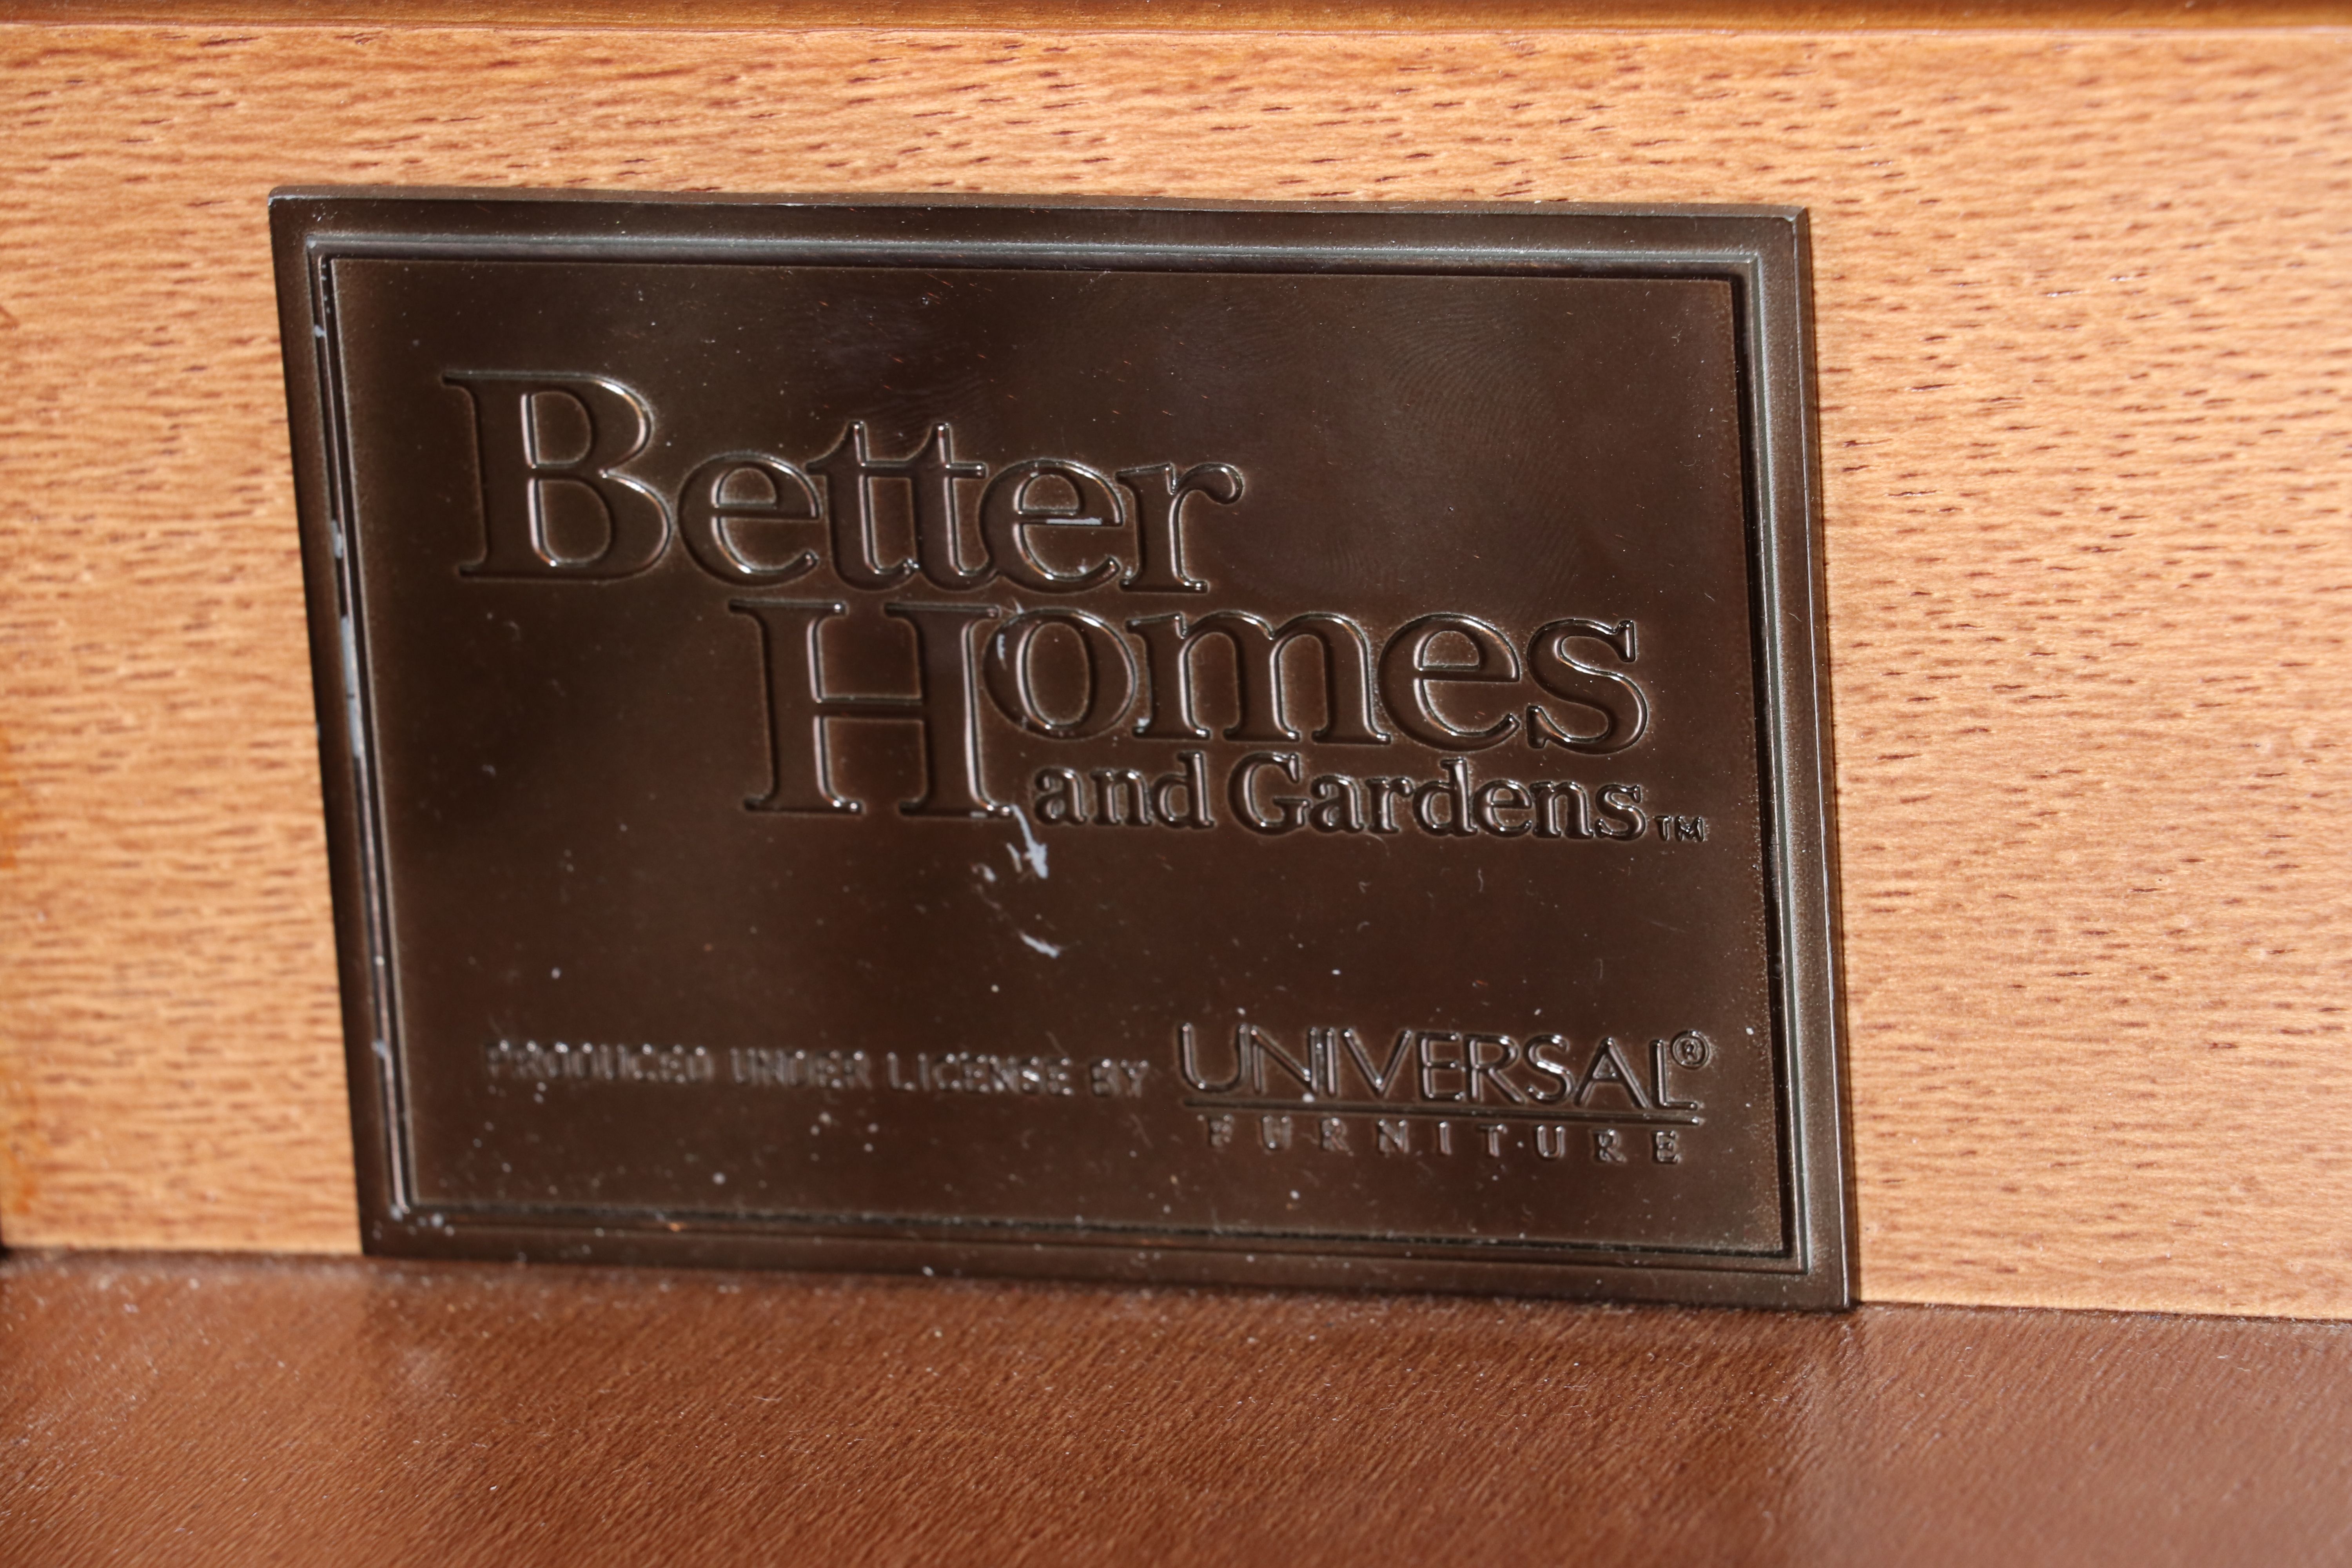 Better
Homes
and Gardens™
PRODUCED UNDER LICENSE BY UNIVERSAL®
FURNITURE